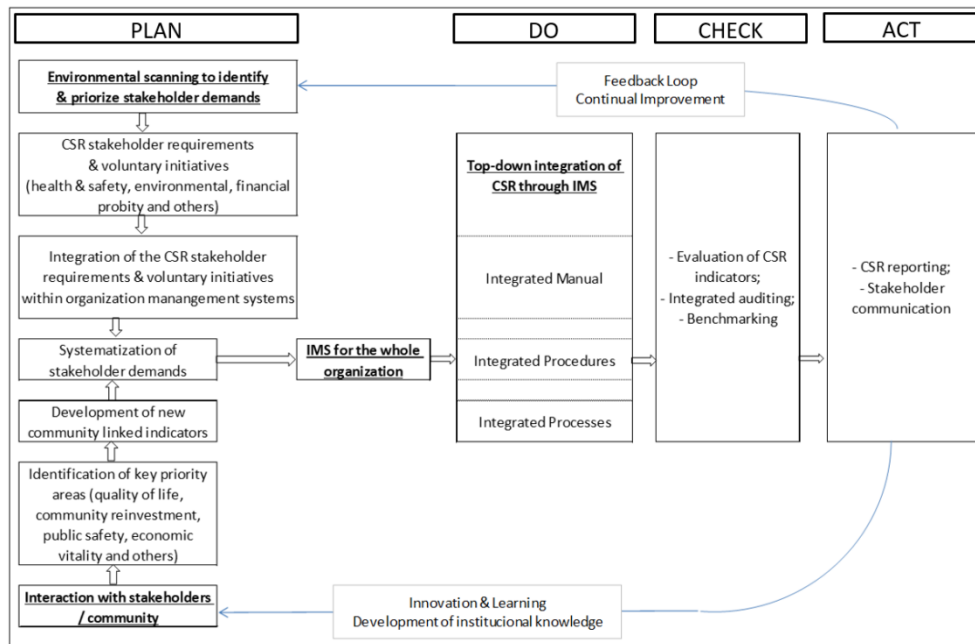 PLAN
DO
CHECK
ACT
Environmental scanning to identify
& priorize stakeholder demands
CSR stakeholder requirements
& voluntary initiatives
(health & safety, environmental, financial
probity and others)
Integration of the CSR stakeholder
requirements & voluntary initiatives
within organization manangement systems
Systematization of
stakeholder demands
Development of new
community linked indicators
Identification of key priority
areas (quality of life,
community reinvestment,
public safety, economic
vitality and others)
Interaction with stakeholders
/ community
IMS for the whole
organization
Top-down integration of
CSR through IMS
Integrated Manual
Integrated Procedures
Integrated Processes
- Evaluation of CSR
indicators;
- Integrated auditing;
- Benchmarking
- CSR reporting;
- Stakeholder
communication
Feedback Loop
Continual Improvement
Innovation & Learning
Development of institutional knowledge